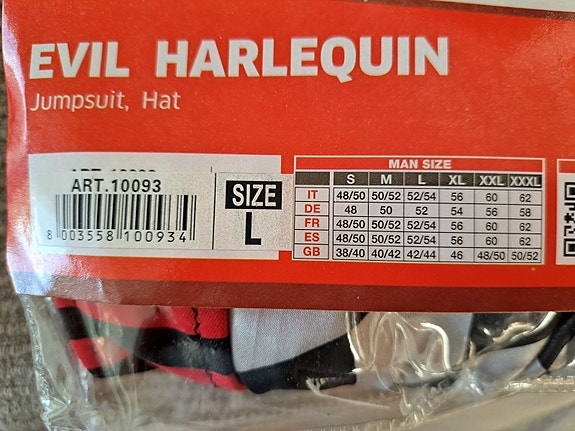 EVIL HARLEQUIN
Jumpsuit, Hat
ART.10093
8 003558 100934
SIZE
L
MAN SIZE
S M L XL XXL XXXL
IT 48/50 50/52 52/54 56 60 62
DE 48 50 52 54 56 58
FR 48/50 50/52 52/54 56 60 62
ES 48/50 50/52 52/54 56 60 62
GB 38/40 40/42 42/44 46 48/50 50/52